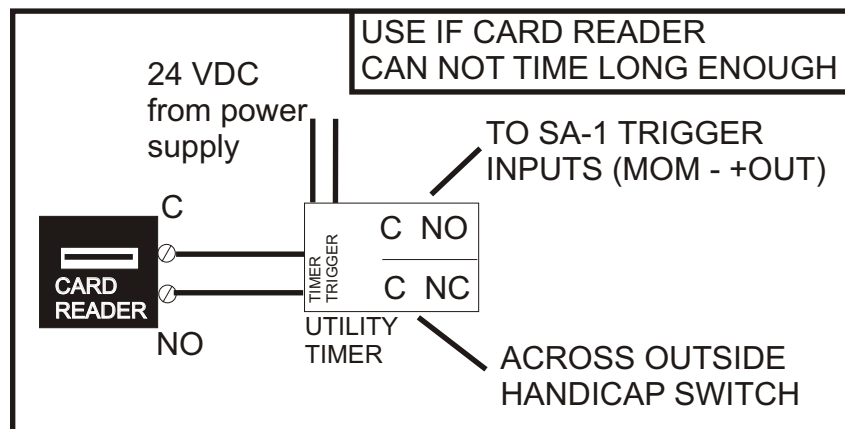 USE IF CARD READER
CAN NOT TIME LONG ENOUGH
24 VDC
from power
supply
TO SA-1 TRIGGER
INPUTS (MOM - +OUT)
C
C NO
TIMER
TRIGGER
CARD
READER
C NC
NO
UTILITY
TIMER
ACROSS OUTSIDE
HANDICAP SWITCH